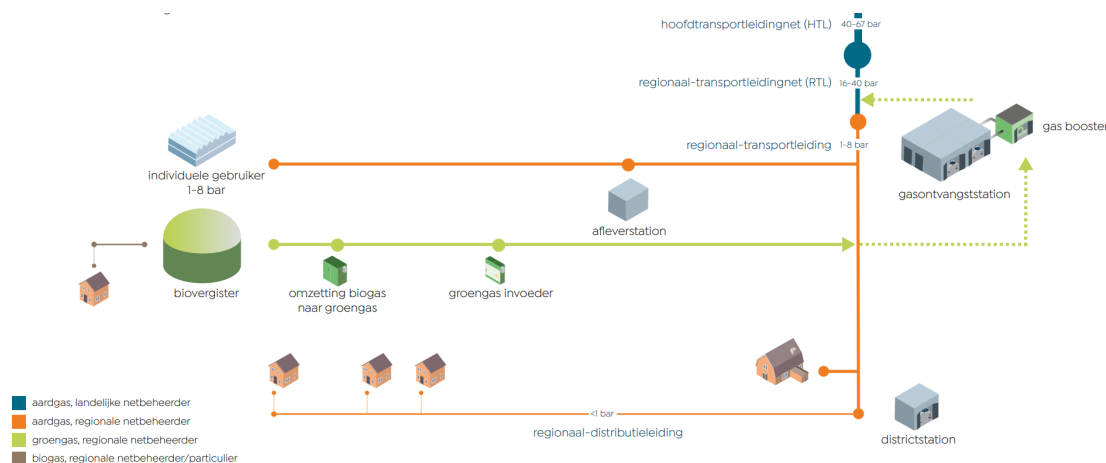 hoofdtransportleidingnet (HTL) 40-67 bar
regionaal-transportleidingnet (RTL) 16-40 bar
gas booster
regionaal-transportleiding 1-8 bar
individuele gebruiker
1-8 bar
gasontvangststation
afleverstation
biovergister
omzetting biogas
naar groengas
groengas invoeder
<1 bar
regionaal-distributieleiding
districtstation
aardgas, landelijke netbeheerder
aardgas, regionale netbeheerder
groengas, regionale netbeheerder
biogas, regionale netbeheerder/particulier